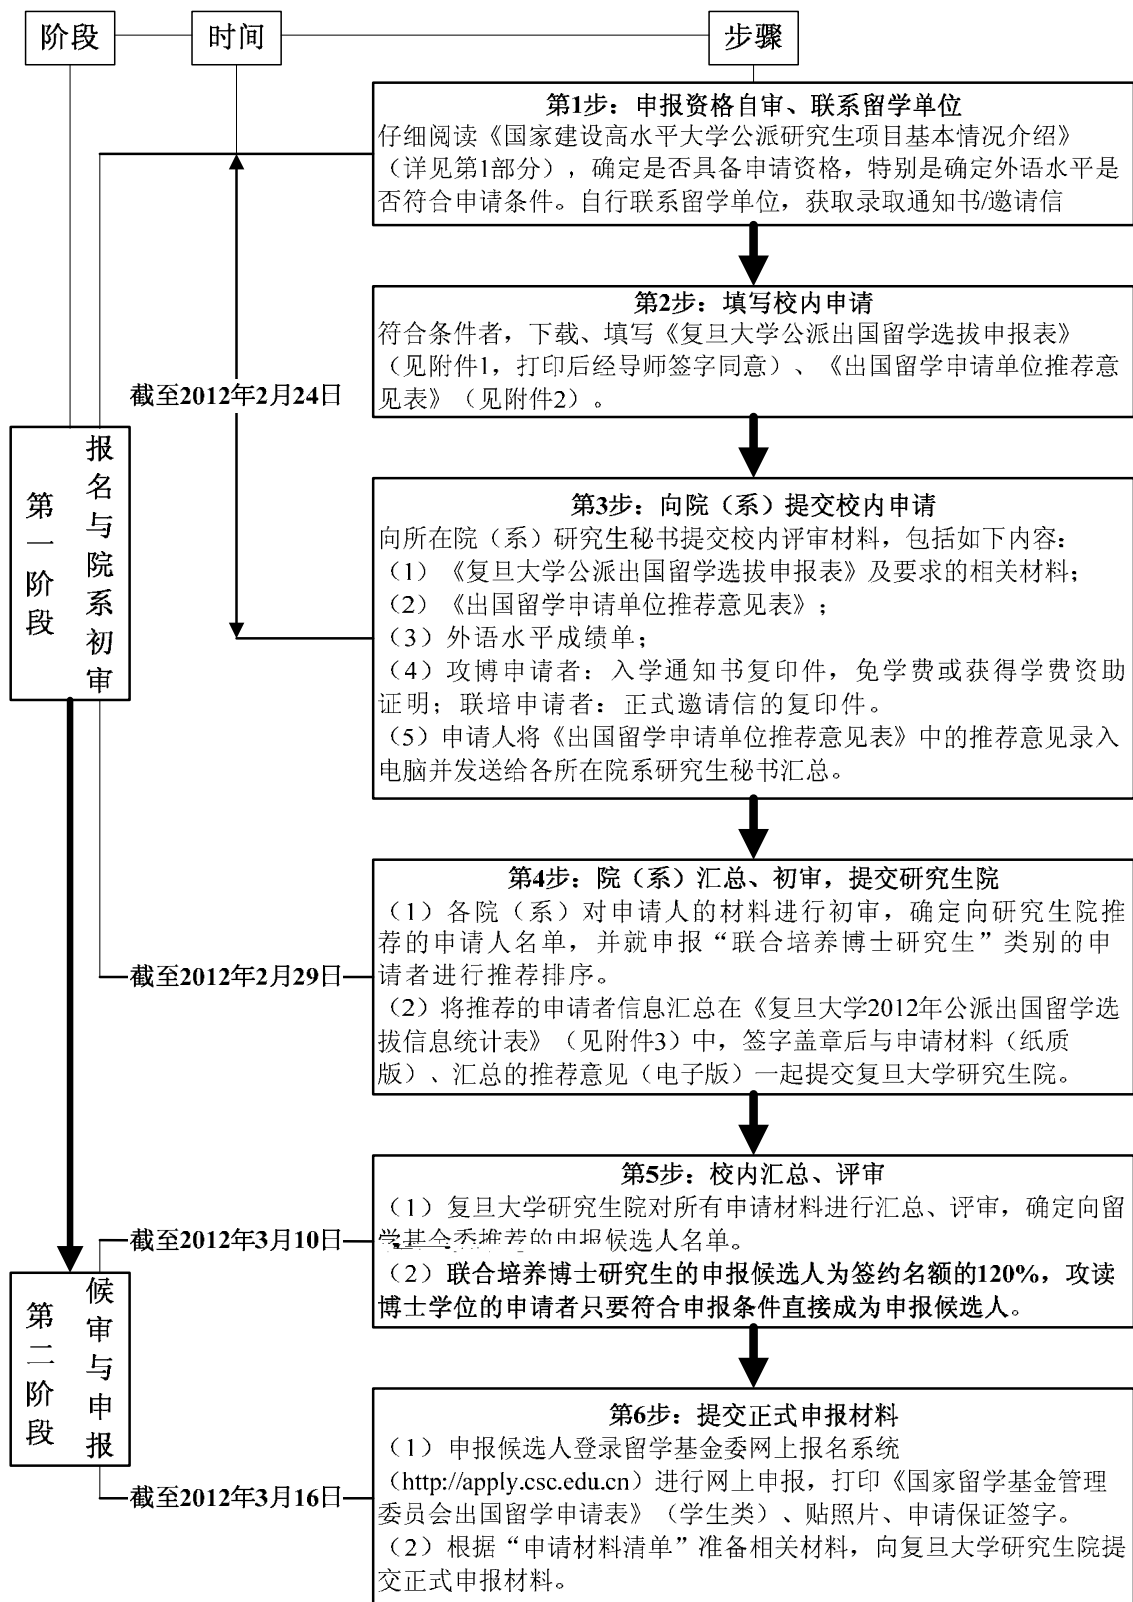 阶段
时间
步骤
第1步：申报资格自审、联系留学单位
仔细阅读《国家建设高水平大学公派研究生项目基本情况介绍》
（详见第1部分），确定是否具备申请资格，特别是确定外语水平是
否符合申请条件。自行联系留学单位，获取录取通知书/邀请信
第2步：填写校内申请
符合条件者，下载、填写《复旦大学公派出国留学选拔申报表》
（见附件1，打印后经导师签字同意）、《出国留学申请单位推荐意
见表》（见附件2）。
截至2012年2月24日
第一阶段
报名与院系初审
第3步：向院（系）提交校内申请
向所在院（系）研究生秘书提交校内评审材料，包括如下内容：
（1）《复旦大学公派出国留学选拔申报表》及要求的相关材料；
（2）《出国留学申请单位推荐意见表》；
（3）外语水平成绩单；
（4）攻博申请者：入学通知书复印件，免学费或获得学费资助
证明；联培申请者：正式邀请信的复印件。
（5）申请人将《出国留学申请单位推荐意见表》中的推荐意见录入
电脑并发送给各所在院系研究生秘书汇总。
第4步：院（系）汇总、初审，提交研究生院
（1）各院（系）对申请人的材料进行初审，确定向研究生院推
荐的申请人名单，并就申报“联合培养博士研究生”类别的申
请者进行推荐排序。
（2）将推荐的申请者信息汇总在《复旦大学2012年公派出国留学选
拔信息统计表》（见附件3）中，签字盖章后与申请材料（纸质
版）、汇总的推荐意见（电子版）一起提交复旦大学研究生院。
截至2012年2月29日
第5步：校内汇总、评审
（1）复旦大学研究生院对所有申请材料进行汇总、评审，确定向留
学基金委推荐的申报候选人名单。
（2）联合培养博士研究生的申报候选人为签约名额的120%，攻读
博士学位的申请者只要符合申报条件直接成为申报候选人。
截至2012年3月10日
第二阶段
候审与申报
第6步：提交正式申报材料
（1）申报候选人登录留学基金委网上报名系统
（http://apply.csc.edu.cn）进行网上申报，打印《国家留学基金管理
委员会出国留学申请表》（学生类）、贴照片、申请保证签字。
（2）根据“申请材料清单”准备相关材料，向复旦大学研究生院提
交正式申报材料。
截至2012年3月16日